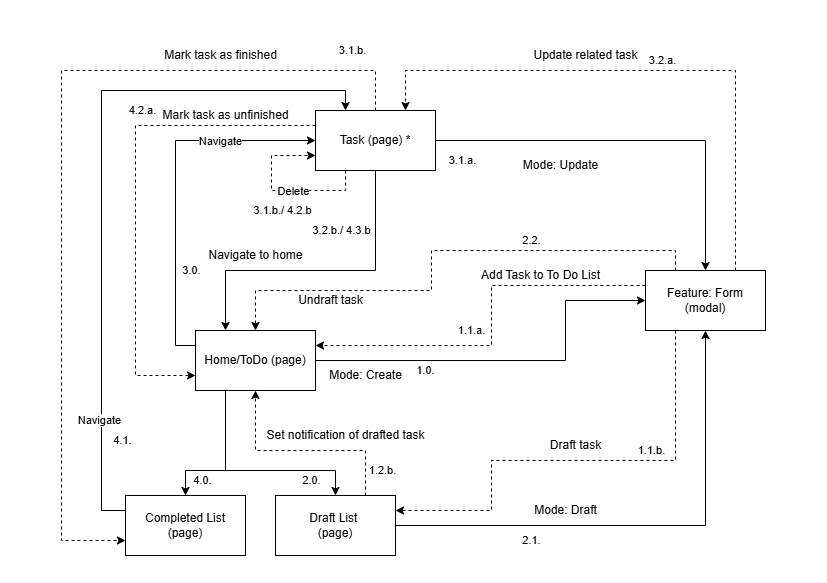 Mark task as finished
3.1.b.
Update related task
3.2.a.
4.2.a.
Mark task as unfinished
Navigate
Task (page) *
3.1.a.
Mode: Update
Delete
3.1.b./ 4.2.b
3.2.b./ 4.3.b
2.2.
Navigate to home
3.0.
Add Task to To Do List
Undraft task
Feature: Form
(modal)
1.1.a.
Home/ToDo (page)
Mode: Create
1.0.
Navigate
4.1.
Set notification of drafted task
Draft task
1.1.b.
1.2.b.
4.0.
2.0.
Completed List
(page)
Draft List
(page)
Mode: Draft
2.1.